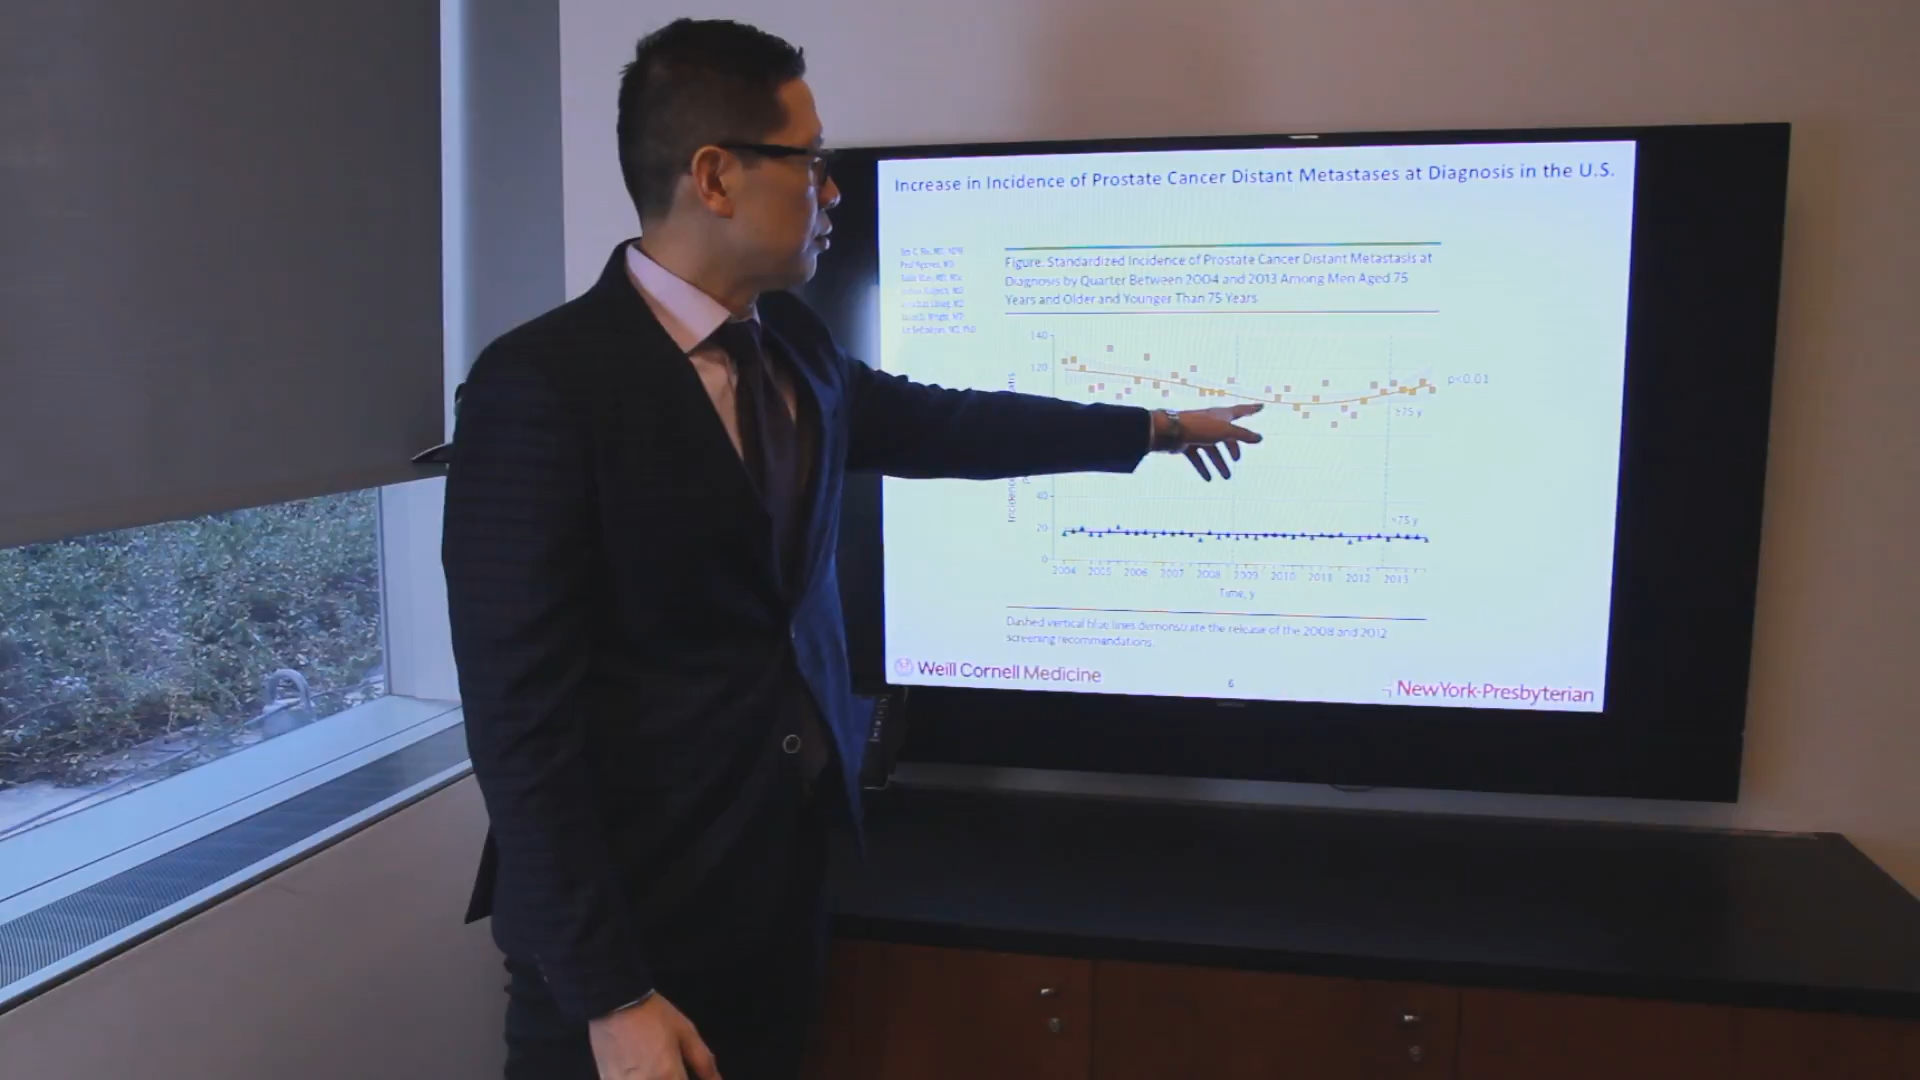 Increase in Incidence of Prostate Cancer Distant Metastases at Diagnosis in the U.S.
Figure. Standardized Incidence of Prostate Cancer Distant Metastasis at
Diagnosis by Quarter Between 2004 and 2013 Among Men Aged 75
Years and Older and Younger Than 75 Years
140
120
p<0.01
≥75 y
40
<75 y
20
0
2004 2005 2006 2007 2008 2009 2010 2011 2012 2013
Time, y
Dashed vertical blue lines demonstrate the release of the 2008 and 2012
screening recommandations.
Weill Cornell Medicine
6
NewYork-Presbyterian